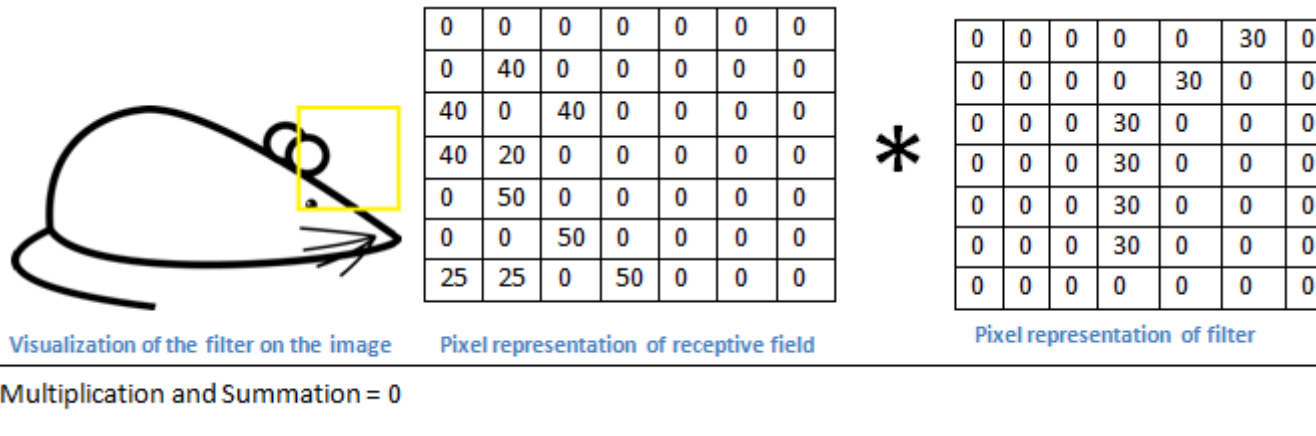 0 0 0 0 0 0 0
0 40 0 0 0 0 0
40 0 40 0 0 0 0
40 20 0 0 0 0 0
0 50 0 0 0 0 0
0 0 50 0 0 0 0
25 25 0 50 0 0 0
*
0 0 0 0 0 30 0
0 0 0 0 30 0 0
0 0 0 30 0 0 0
0 0 0 30 0 0 0
0 0 0 30 0 0 0
0 0 0 30 0 0 0
0 0 0 0 0 0 0
Visualization of the filter on the image
Pixel representation of receptive field
Pixel representation of filter
Multiplication and Summation = 0